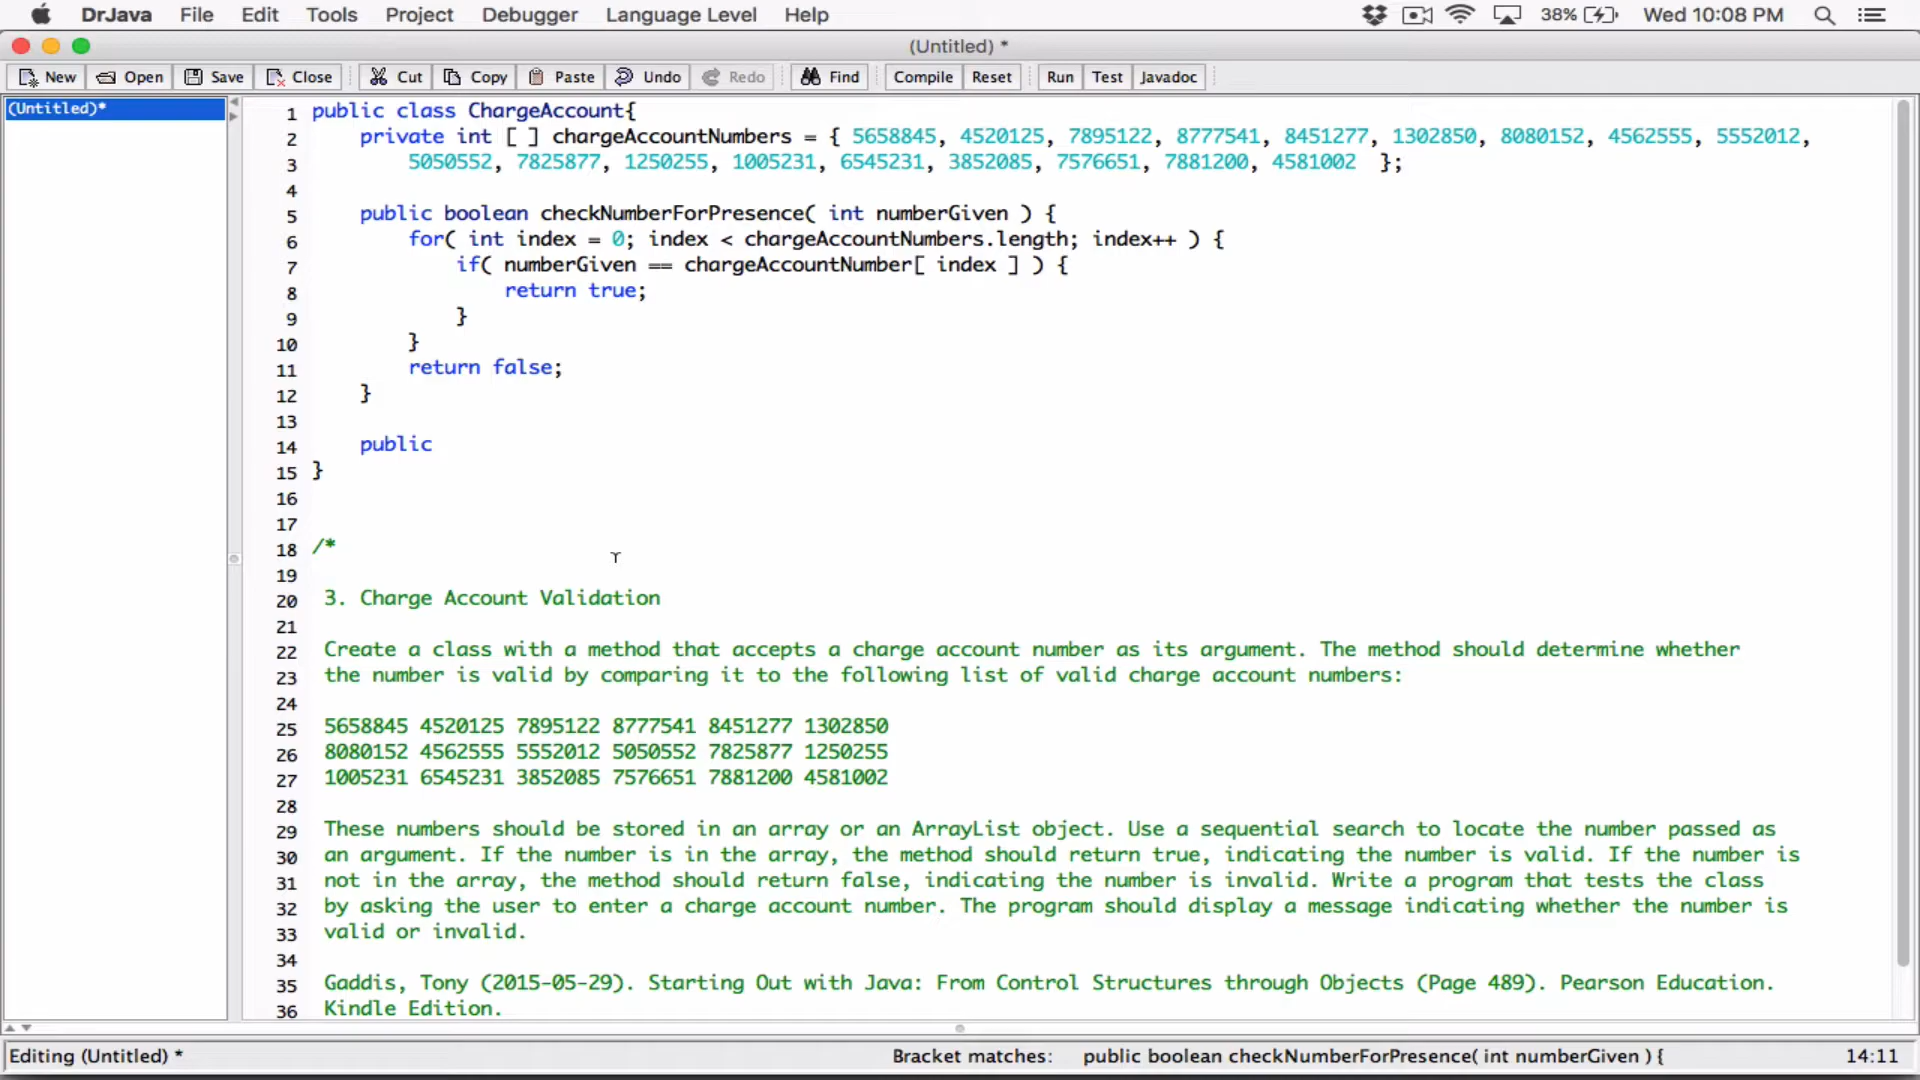 DrJava File Edit Tools Project Debugger Language Level Help 38% Wed 10:08 PM
(Untitled) *
New Open Save Close Cut Copy Paste Undo Redo Find Compile Reset Run Test Javadoc
(Untitled)*
1 public class ChargeAccount{
2 private int [ ] chargeAccountNumbers = { 5658845, 4520125, 7895122, 8777541, 8451277, 1302850, 8080152, 4562555, 5552012,
3 5050552, 7825877, 1250255, 1005231, 6545231, 3852085, 7576651, 7881200, 4581002 };
4
5 public boolean checkNumberForPresence( int numberGiven ) {
6 for( int index = 0; index < chargeAccountNumbers.length; index++ ) {
7 if( numberGiven == chargeAccountNumber[ index ] ) {
8 return true;
9 }
10 }
11 return false;
12 }
13
14 public
15 }
16
17
18 /*
19
20 3. Charge Account Validation
21
22 Create a class with a method that accepts a charge account number as its argument. The method should determine whether
23 the number is valid by comparing it to the following list of valid charge account numbers:
24
25 5658845 4520125 7895122 8777541 8451277 1302850
26 8080152 4562555 5552012 5050552 7825877 1250255
27 1005231 6545231 3852085 7576651 7881200 4581002
28
29 These numbers should be stored in an array or an ArrayList object. Use a sequential search to locate the number passed as
30 an argument. If the number is in the array, the method should return true, indicating the number is valid. If the number is
31 not in the array, the method should return false, indicating the number is invalid. Write a program that tests the class
32 by asking the user to enter a charge account number. The program should display a message indicating whether the number is
33 valid or invalid.
34
35 Gaddis, Tony (2015-05-29). Starting Out with Java: From Control Structures through Objects (Page 489). Pearson Education.
36 Kindle Edition.
Editing (Untitled) * Bracket matches: public boolean checkNumberForPresence( int numberGiven ) { 14:11